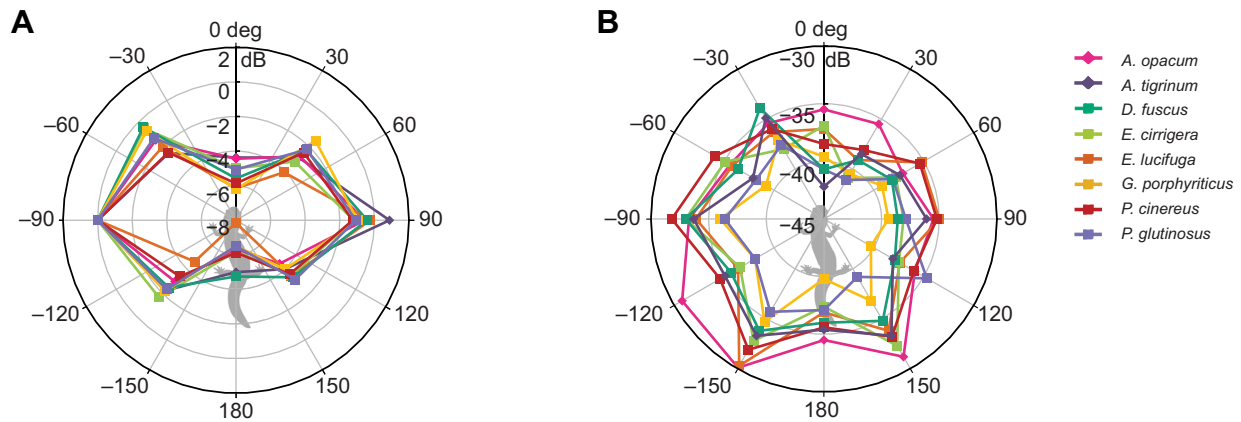 A
0 deg
dB
2
0
–2
–4
–6
–8
–30
30
–60
60
–90
90
–120
120
–150
150
180
B
0 deg
dB
–30
–35
–40
–45
–30
30
–60
60
–90
90
–120
120
–150
150
180
A. opacum
A. tigrinum
D. fuscus
E. cirrigera
E. lucifuga
G. porphyriticus
P. cinereus
P. glutinosus